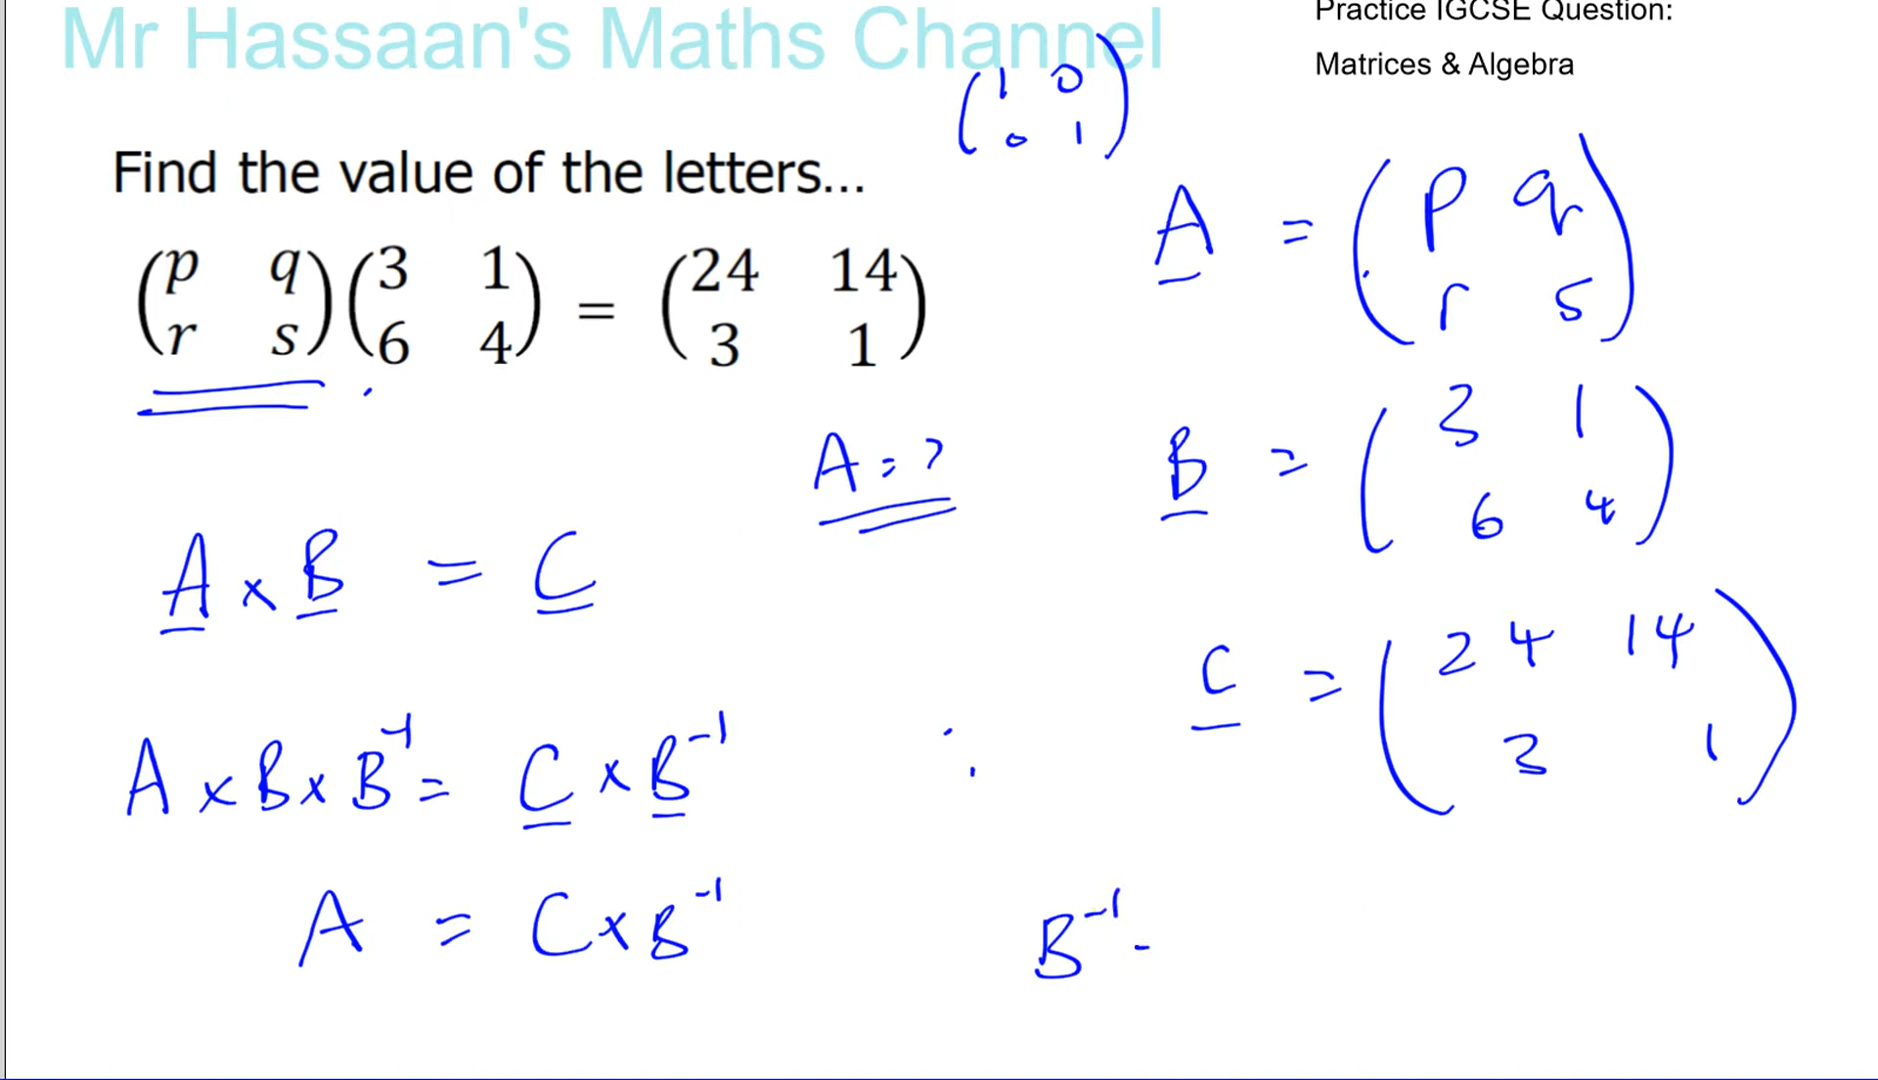 Mr Hassaan's Maths Channel
Practice IGCSE Question:
Matrices & Algebra
(1 0
0 1)
Find the value of the letters...
(p q
r s)(3 1
6 4) = (24 14
3 1)
A = (p q
r s)
A = ?
B = (3 1
6 4)
A × B = C
C = (24 14
3 1)
A × B × B⁻¹ = C × B⁻¹
A = C × B⁻¹
B⁻¹ -